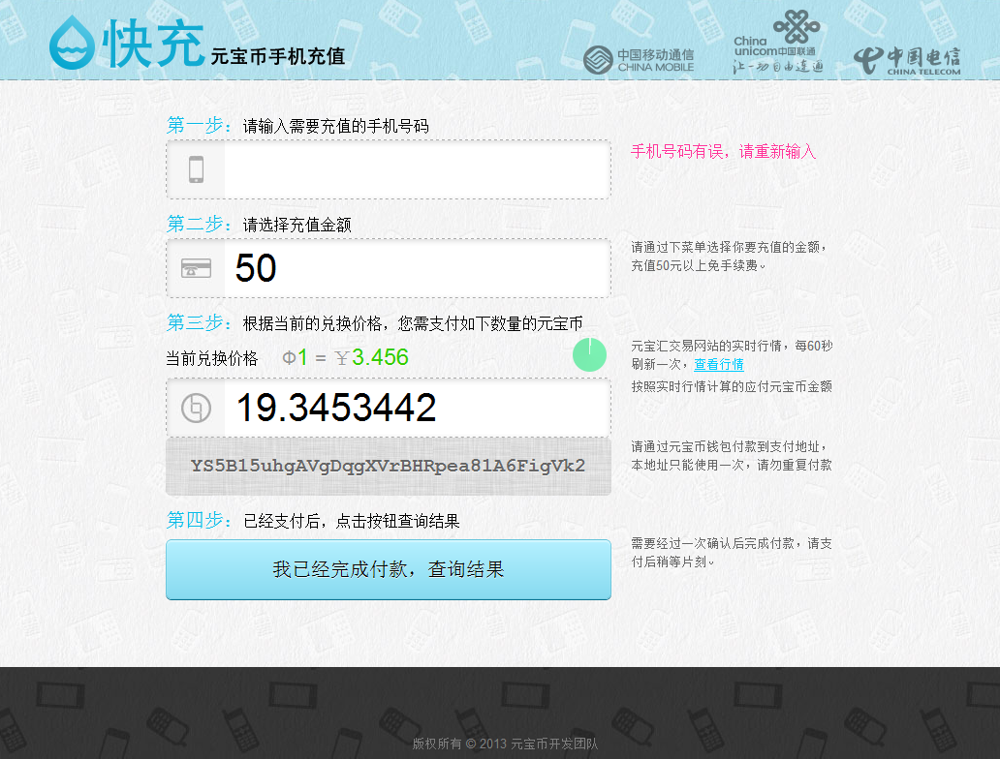 快充 元宝币手机充值
中国移动通信
CHINA MOBILE
China
unicom中国联通
让一切自由连通
中国电信
CHINA TELECOM
第一步：请输入需要充值的手机号码
手机号码有误，请重新输入
第二步：请选择充值金额
50
请通过下菜单选择你要充值的金额，
充值50元以上免手续费。
第三步：根据当前的兑换价格，您需支付如下数量的元宝币
当前兑换价格 Φ1 = ￥3.456
元宝汇交易网站的实时行情，每60秒
刷新一次，查看行情
按照实时行情计算的应付元宝币金额
19.3453442
YS5B15uhgAVgDqgXVrBHRpea81A6FigVk2
请通过元宝币钱包付款到支付地址，
本地址只能使用一次，请勿重复付款
第四步：已经支付后，点击按钮查询结果
我已经完成付款，查询结果
需要经过一次确认后完成付款，请支
付后稍等片刻。
版权所有 © 2013 元宝币开发团队